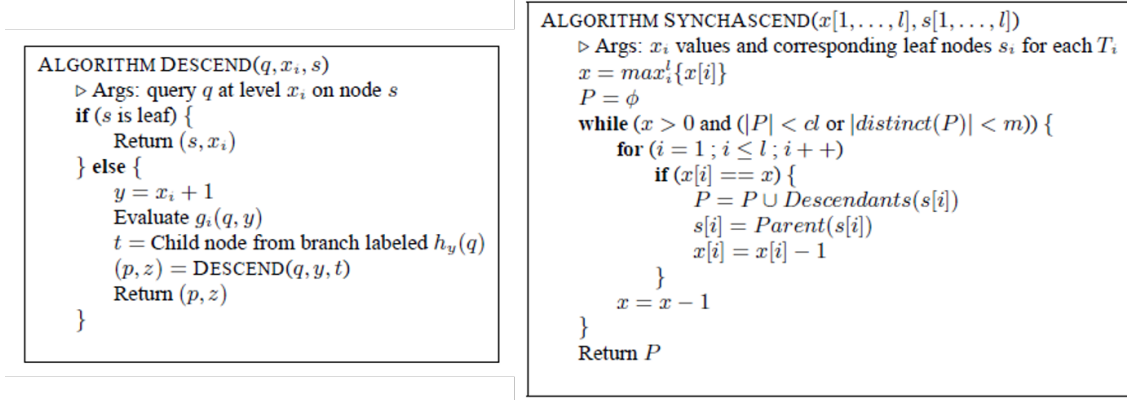 ALGORITHM DESCEND(q, x_i, s)
▷ Args: query q at level x_i on node s
if (s is leaf) {
Return (s, x_i)
} else {
y = x_i + 1
Evaluate g_i(q, y)
t = Child node from branch labeled h_y(q)
(p, z) = DESCEND(q, y, t)
Return (p, z)
}
ALGORITHM SYNCHASCEND(x[1, . . . , l], s[1, . . . , l])
▷ Args: x_i values and corresponding leaf nodes s_i for each T_i
x = max_i^l{x[i]}
P = ϕ
while (x > 0 and (|P| < cl or |distinct(P)| < m)) {
for (i = 1 ; i ≤ l ; i + +)
if (x[i] == x) {
P = P ∪ Descendants(s[i])
s[i] = Parent(s[i])
x[i] = x[i] − 1
}
x = x − 1
}
Return P